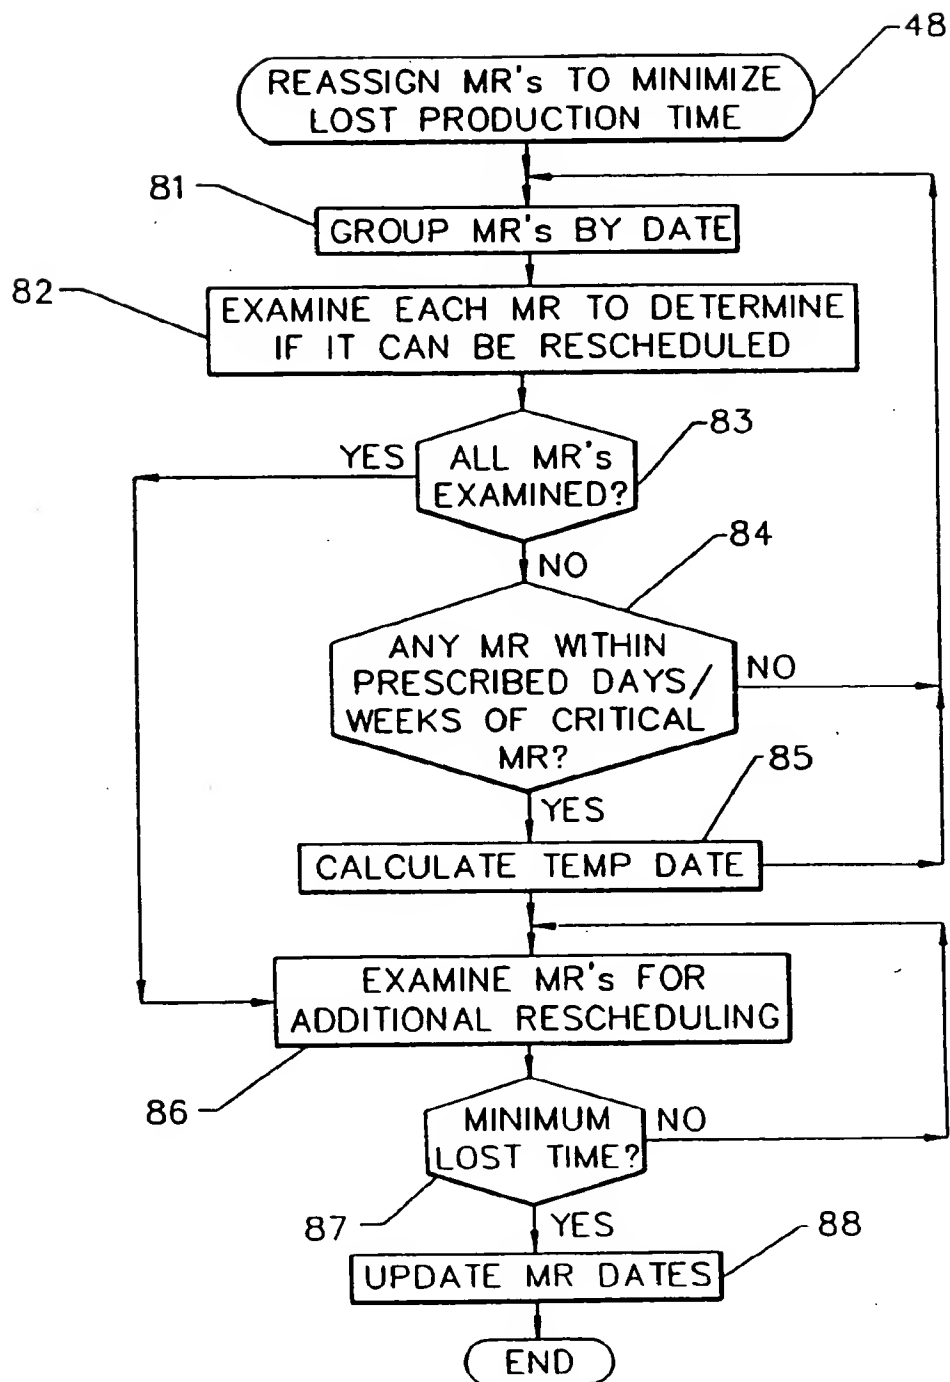 48
REASSIGN MR's TO MINIMIZE
LOST PRODUCTION TIME
81
GROUP MR's BY DATE
82
EXAMINE EACH MR TO DETERMINE
IF IT CAN BE RESCHEDULED
83
YES
ALL MR's
EXAMINED?
84
NO
ANY MR WITHIN
PRESCRIBED DAYS/
WEEKS OF CRITICAL
MR?
NO
85
YES
CALCULATE TEMP DATE
EXAMINE MR's FOR
ADDITIONAL RESCHEDULING
86
MINIMUM
LOST TIME?
NO
87
YES
88
UPDATE MR DATES
END